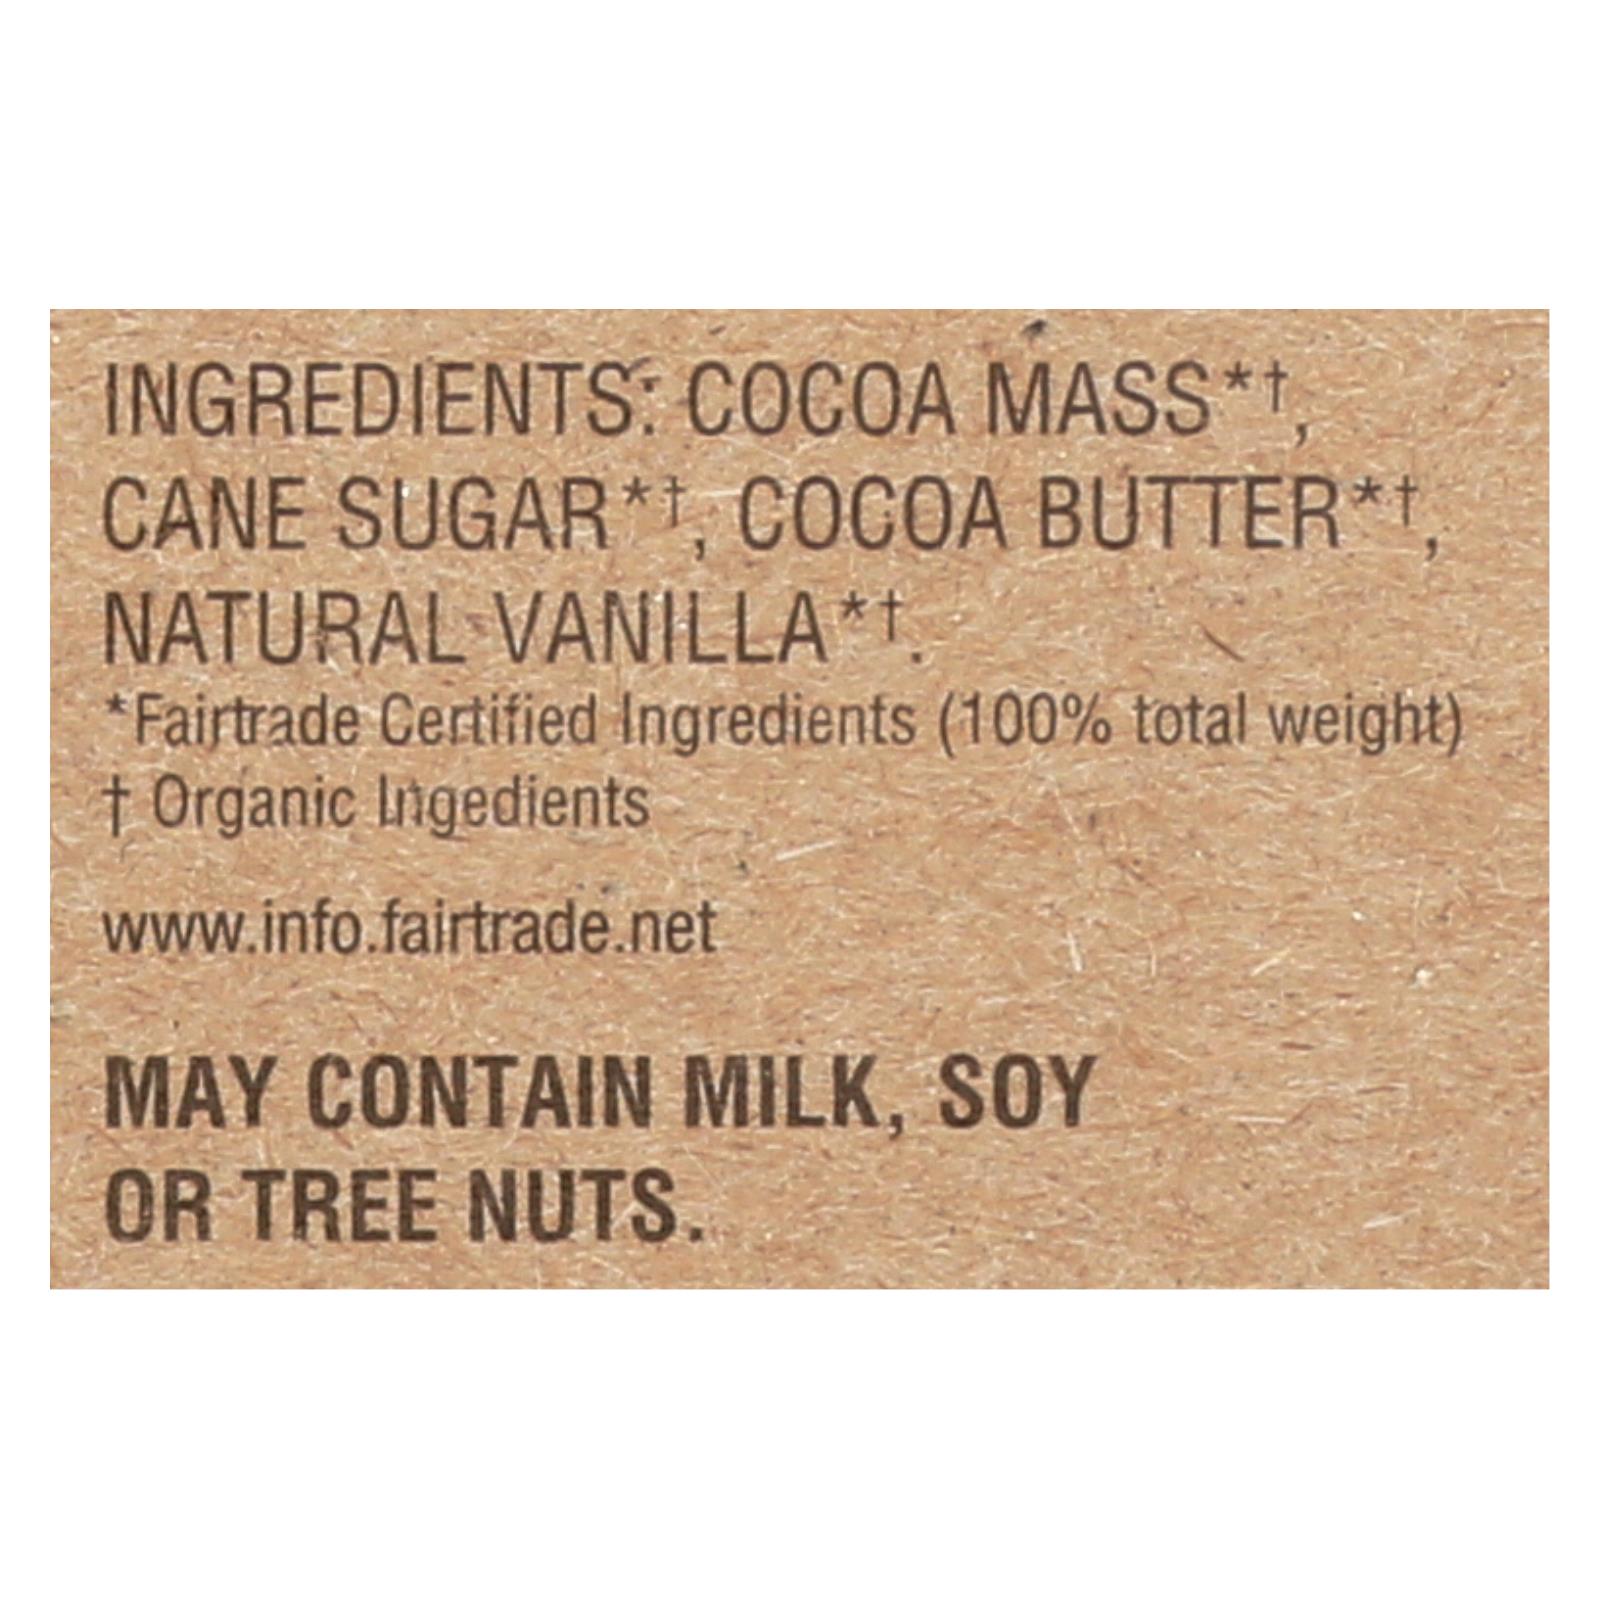 INGREDIENTS: COCOA MASS*†,
CANE SUGAR*†, COCOA BUTTER*†,
NATURAL VANILLA*†.
*Fairtrade Certified Ingredients (100% total weight)
† Organic Ingedients
www.info.fairtrade.net
MAY CONTAIN MILK, SOY
OR TREE NUTS.